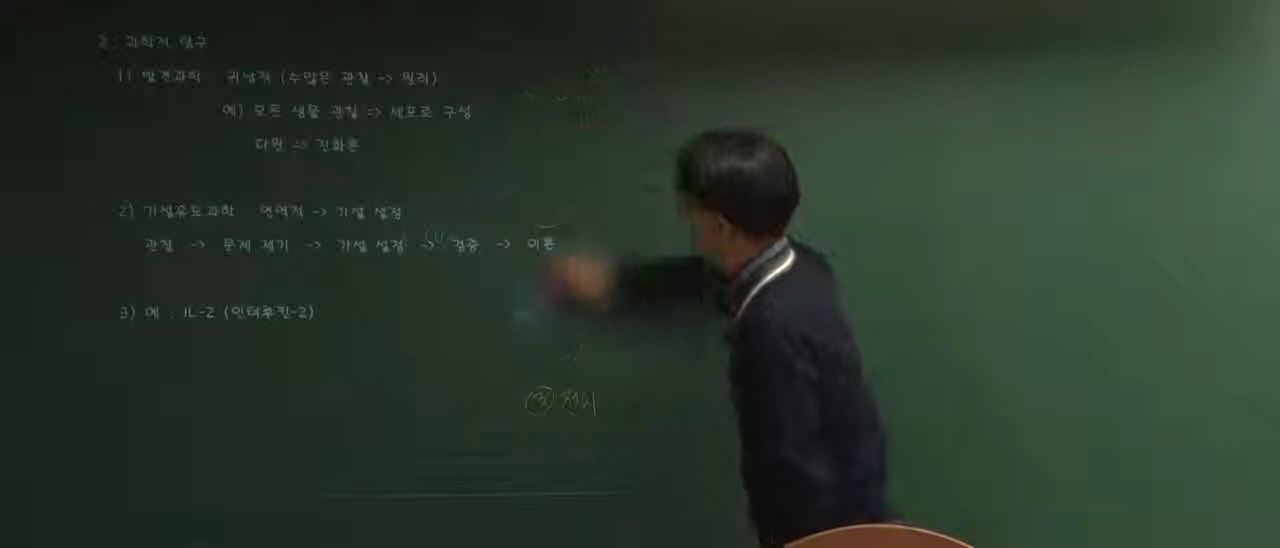 2. 과학적 탐구
1) 발견과학 귀납적 (수많은 관찰 -> 원리)
예) 모든 생물 관찰 => 세포로 구성
다윈 => 진화론
2) 가설유도과학 연역적 -> 가설 설정
관찰 -> 문제 제기 -> 가설 설정 -> 검증 -> 이론
3) 예 : IL-2 (인터루킨-2)
③